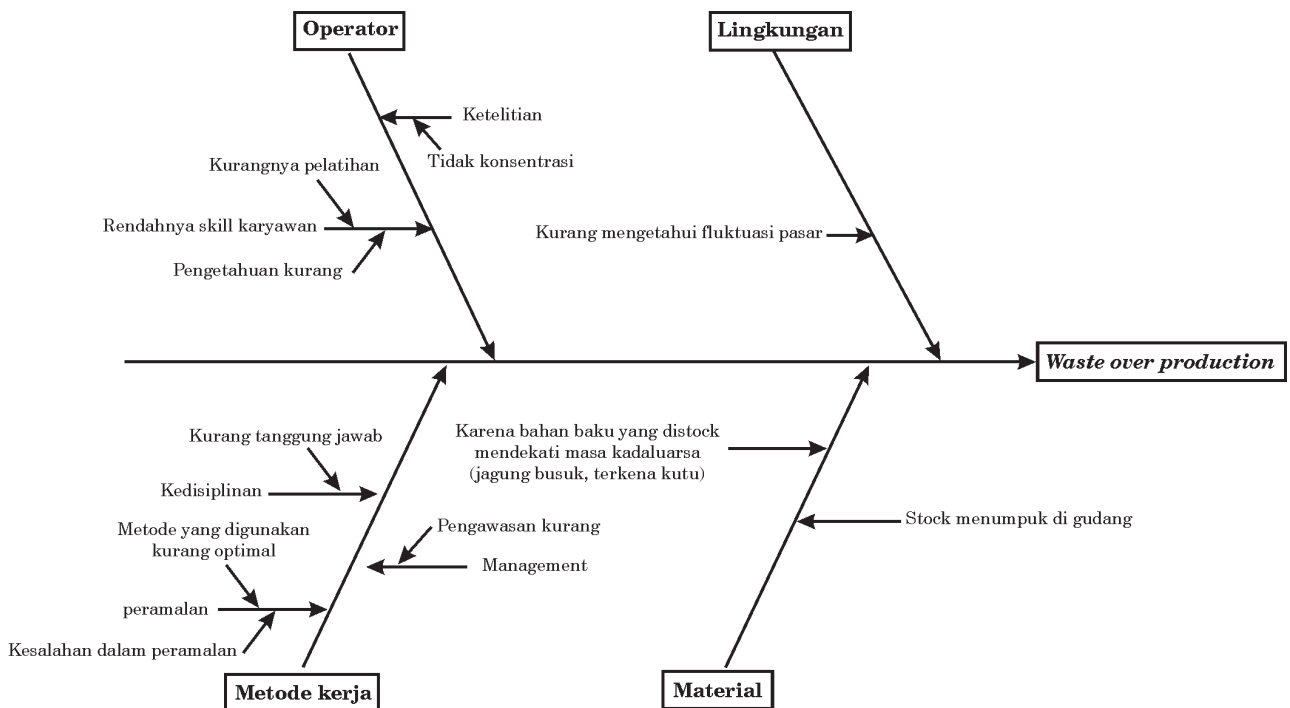 Operator
Lingkungan
Ketelitian
Tidak konsentrasi
Kurangnya pelatihan
Rendahnya skill karyawan
Pengetahuan kurang
Kurang mengetahui fluktuasi pasar
Waste over production
Kurang tanggung jawab
Kedisiplinan
Metode yang digunakan
kurang optimal
peramalan
Kesalahan dalam peramalan
Pengawasan kurang
Management
Karena bahan baku yang distock
mendekati masa kadaluarsa
(jagung busuk, terkena kutu)
Stock menumpuk di gudang
Metode kerja
Material